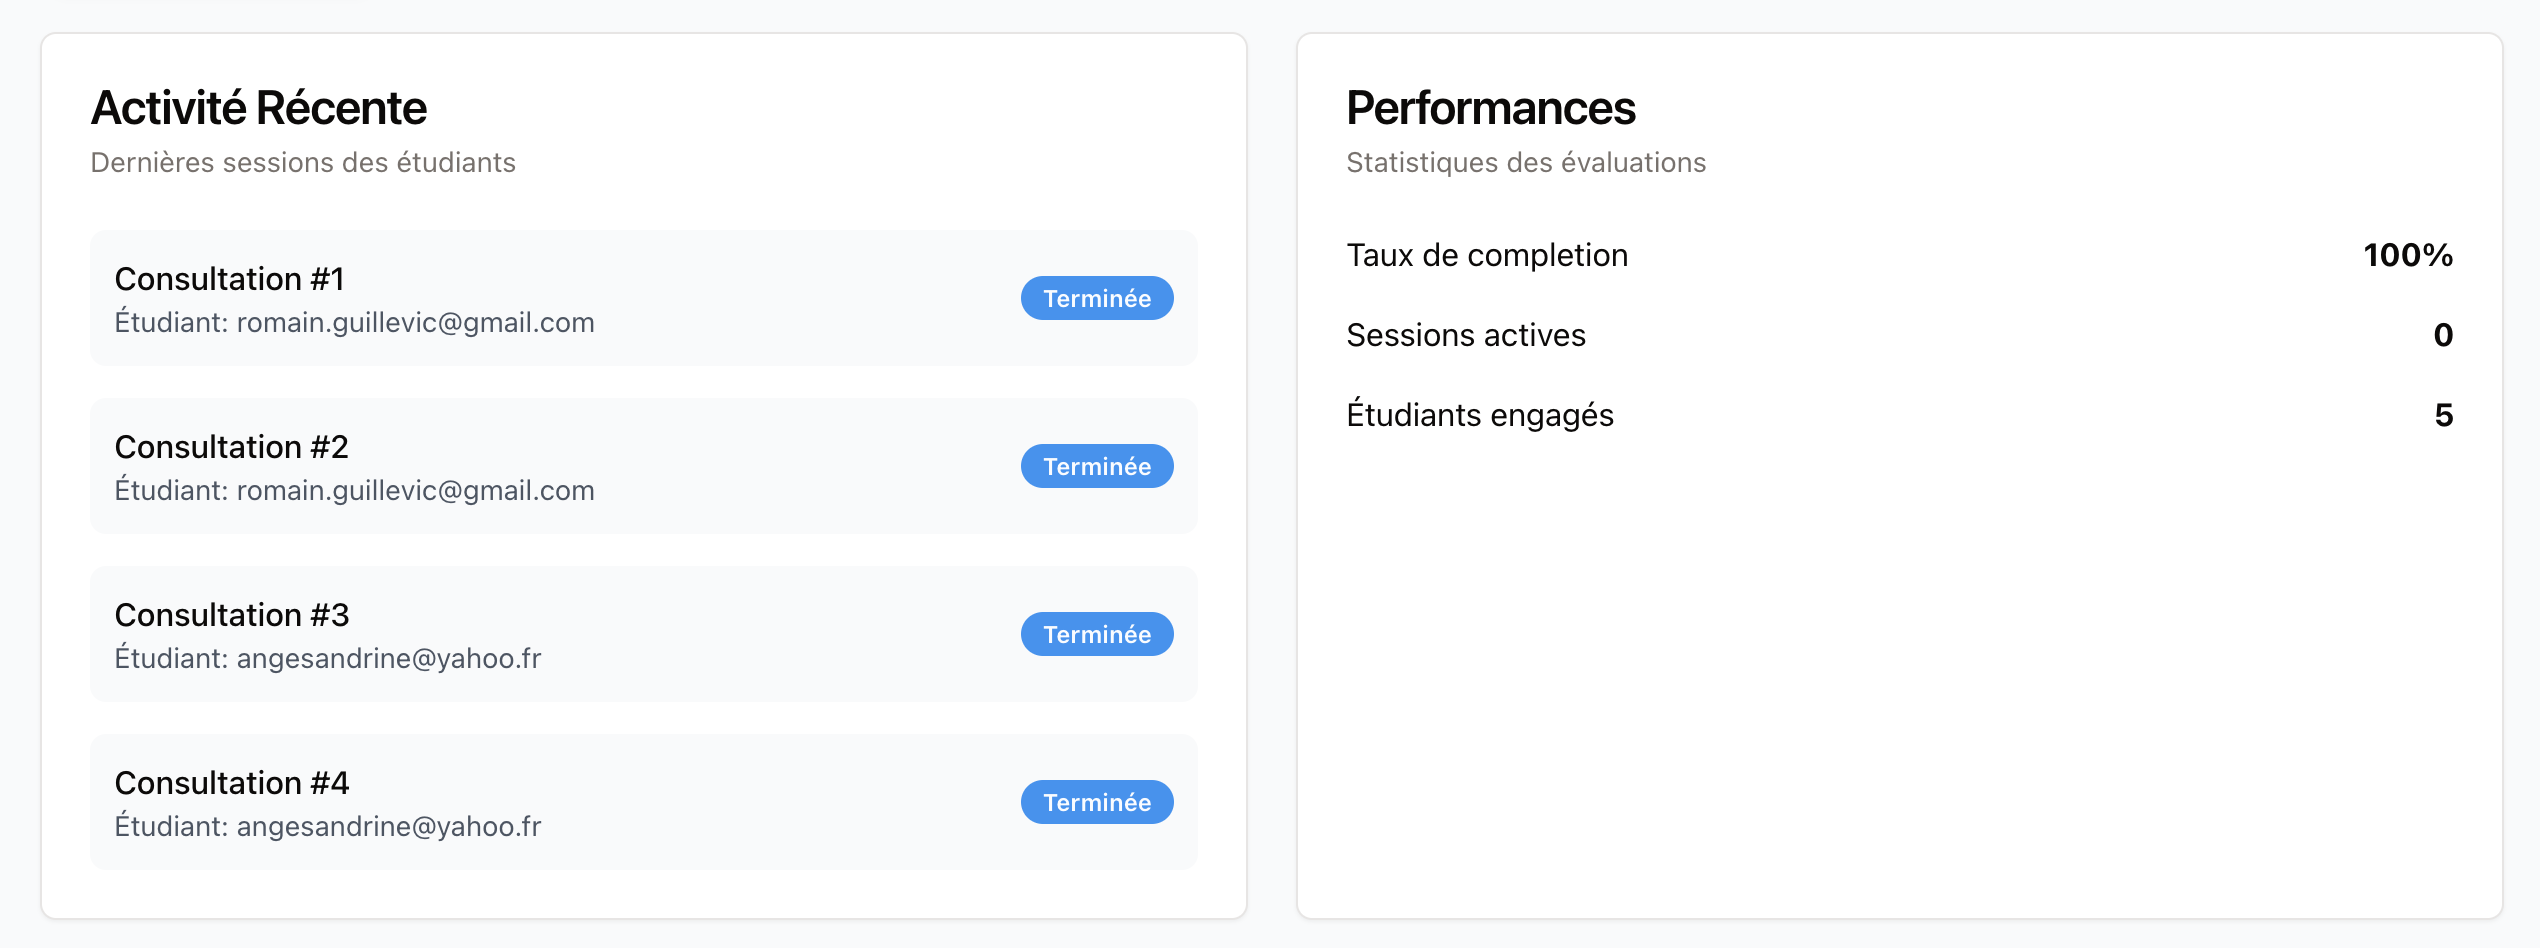 Activité Récente
Dernières sessions des étudiants
Consultation #1
Étudiant: romain.guillevic@gmail.com
Terminée
Consultation #2
Étudiant: romain.guillevic@gmail.com
Terminée
Consultation #3
Étudiant: angesandrine@yahoo.fr
Terminée
Consultation #4
Étudiant: angesandrine@yahoo.fr
Terminée
Performances
Statistiques des évaluations
Taux de completion 100%
Sessions actives 0
Étudiants engagés 5